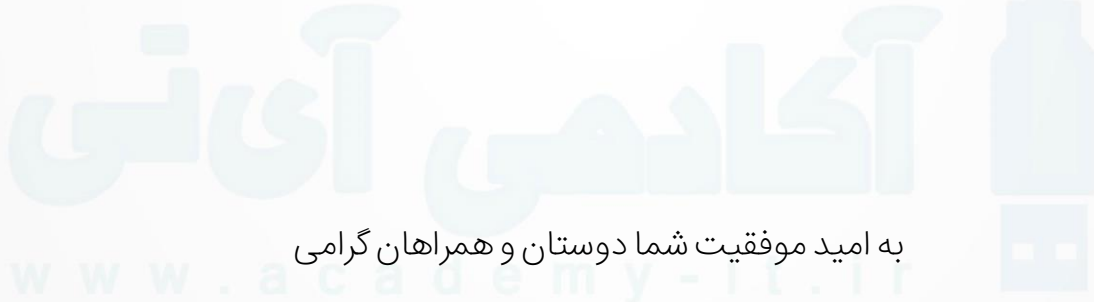 آکادمی آی‌تی
به امید موفقیت شما دوستان و همراهان گرامی
www.academy-it.ir